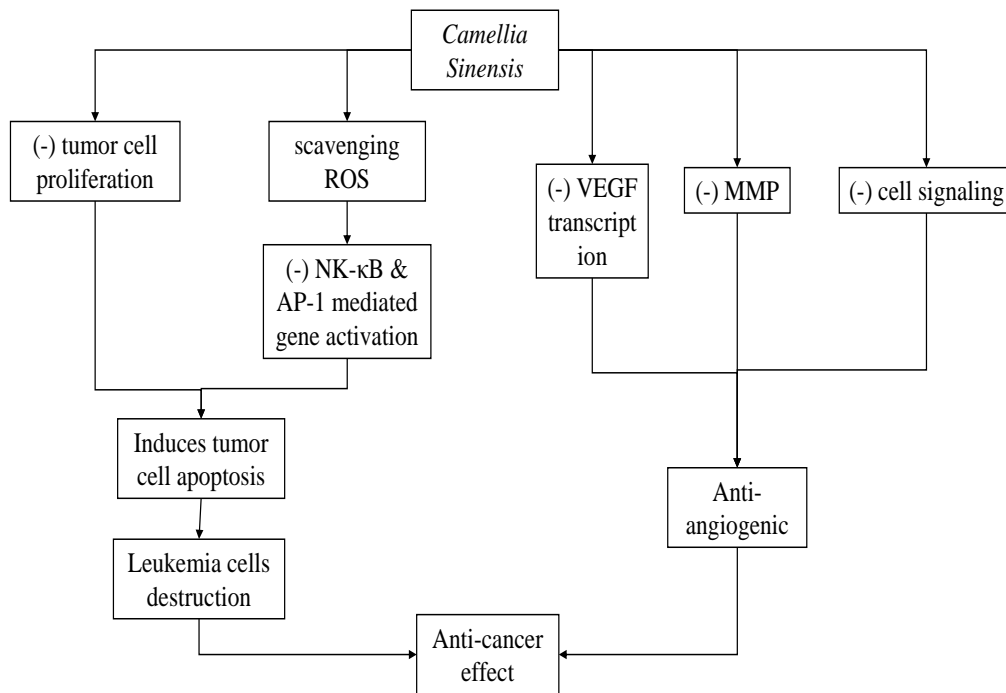 Camellia
Sinensis
(-) tumor cell
proliferation
scavenging
ROS
(-) VEGF
transcript
ion
(-) MMP
(-) cell signaling
(-) NK-κB &
AP-1 mediated
gene activation
Induces tumor
cell apoptosis
Anti-
angiogenic
Leukemia cells
destruction
Anti-cancer
effect